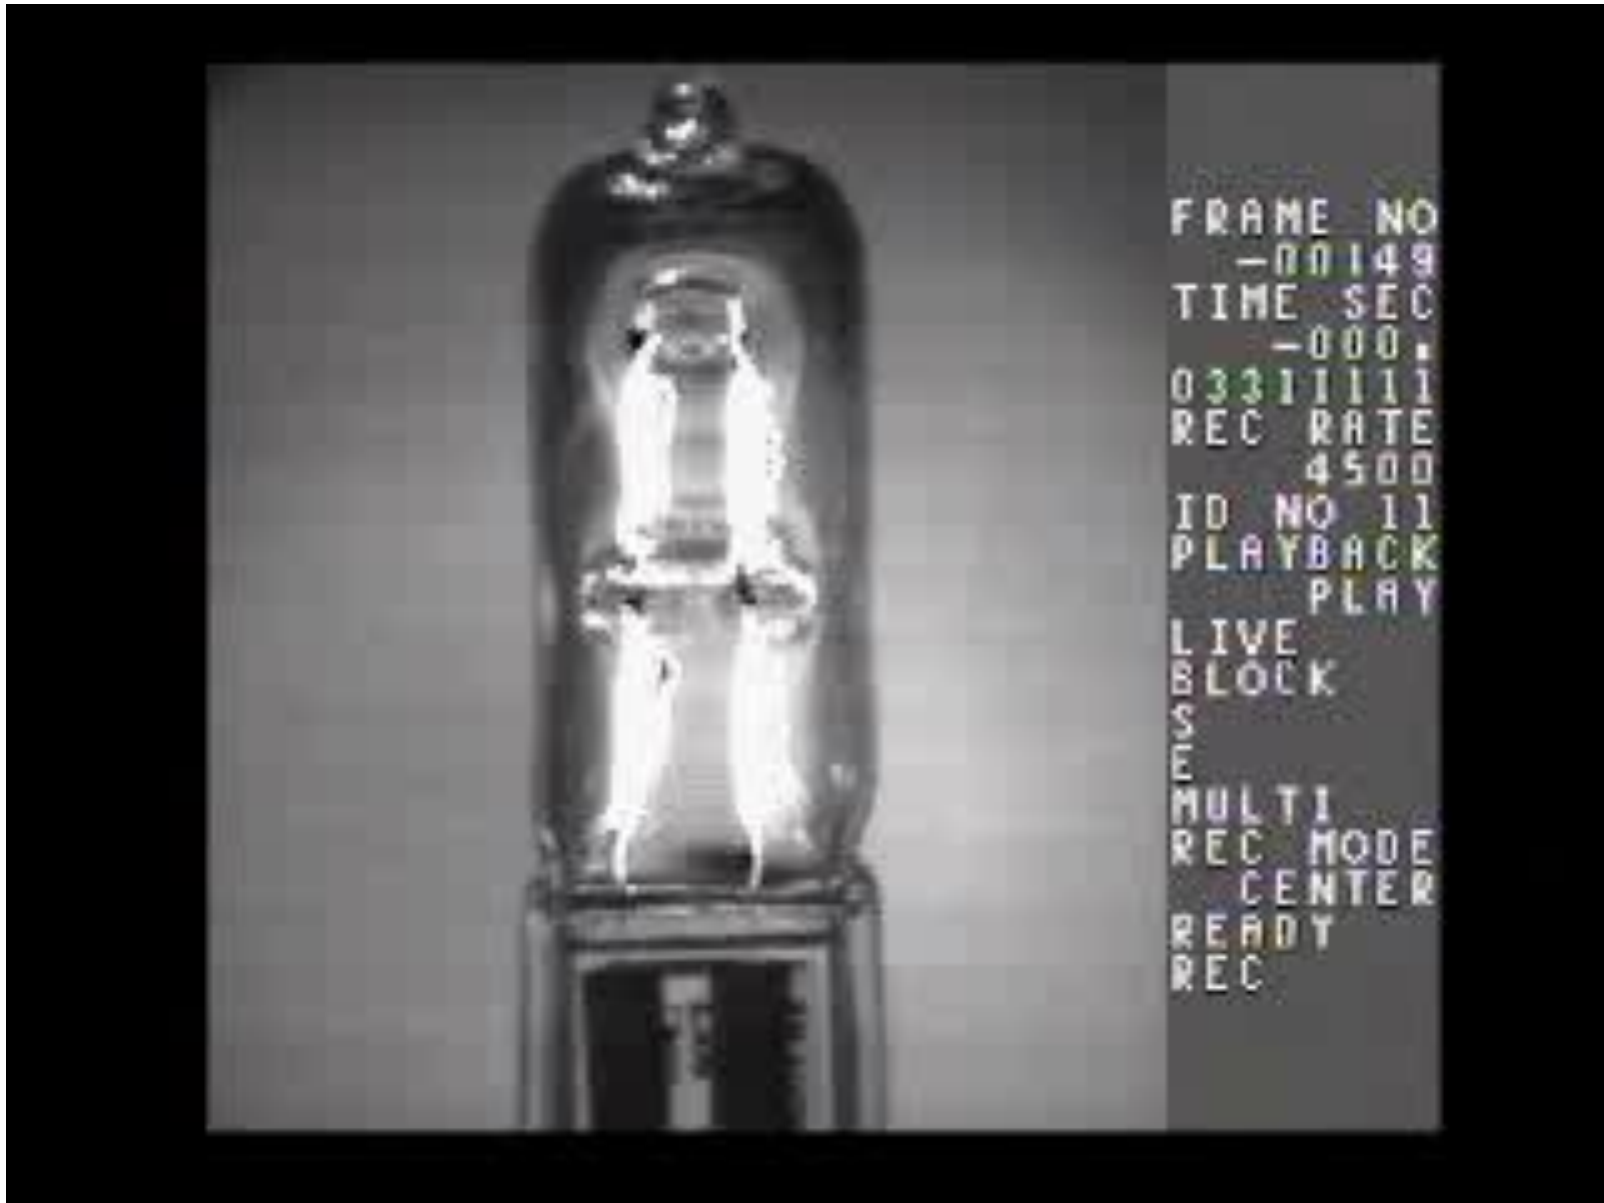 FRAME NO
-00149
TIME SEC
-000.
03311111
REC RATE
4500
ID NO 11
PLAYBACK
PLAY
LIVE
BLOCK
S
E
MULTI
REC MODE
CENTER
READY
REC